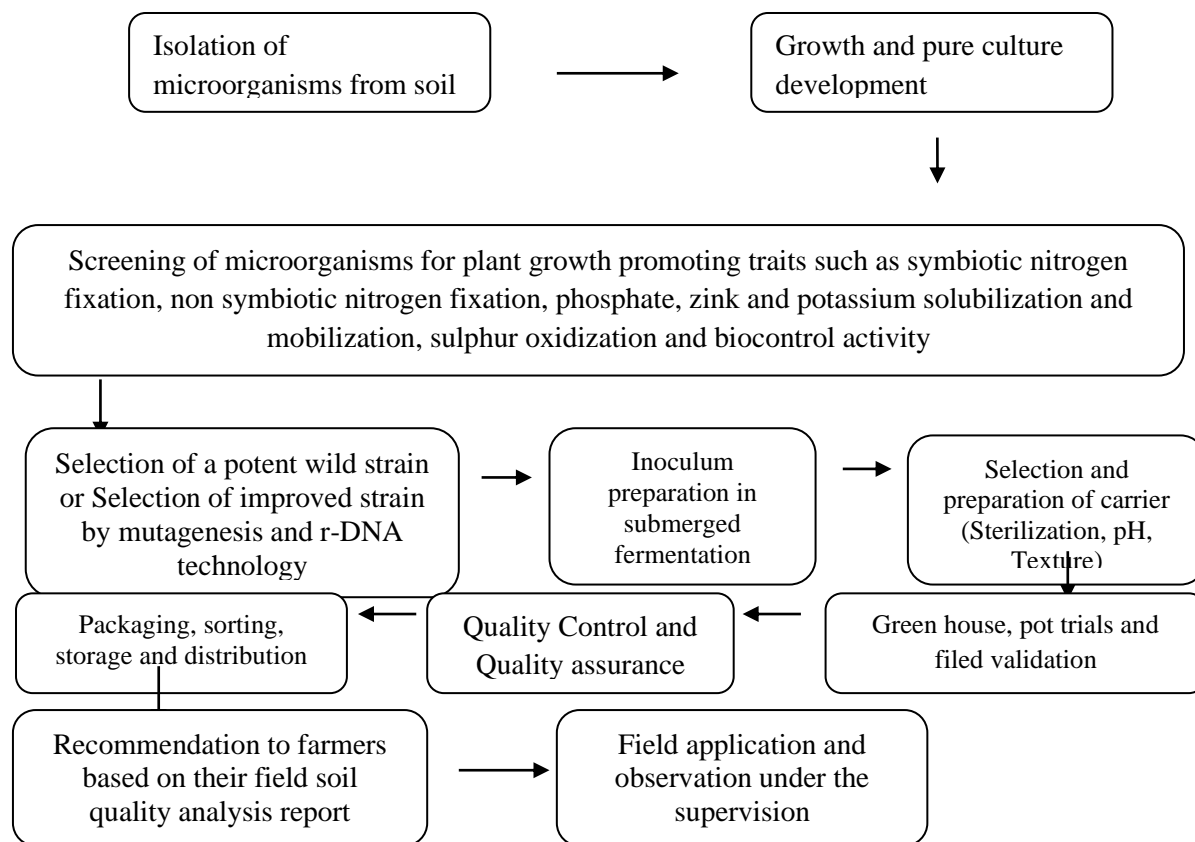 Isolation of
microorganisms from soil
Growth and pure culture
development
Screening of microorganisms for plant growth promoting traits such as symbiotic nitrogen
fixation, non symbiotic nitrogen fixation, phosphate, zink and potassium solubilization and
mobilization, sulphur oxidization and biocontrol activity
Selection of a potent wild strain
or Selection of improved strain
by mutagenesis and r-DNA
technology
Inoculum
preparation in
submerged
fermentation
Selection and
preparation of carrier
(Sterilization, pH,
Texture)
Green house, pot trials and
filed validation
Quality Control and
Quality assurance
Packaging, sorting,
storage and distribution
Recommendation to farmers
based on their field soil
quality analysis report
Field application and
observation under the
supervision